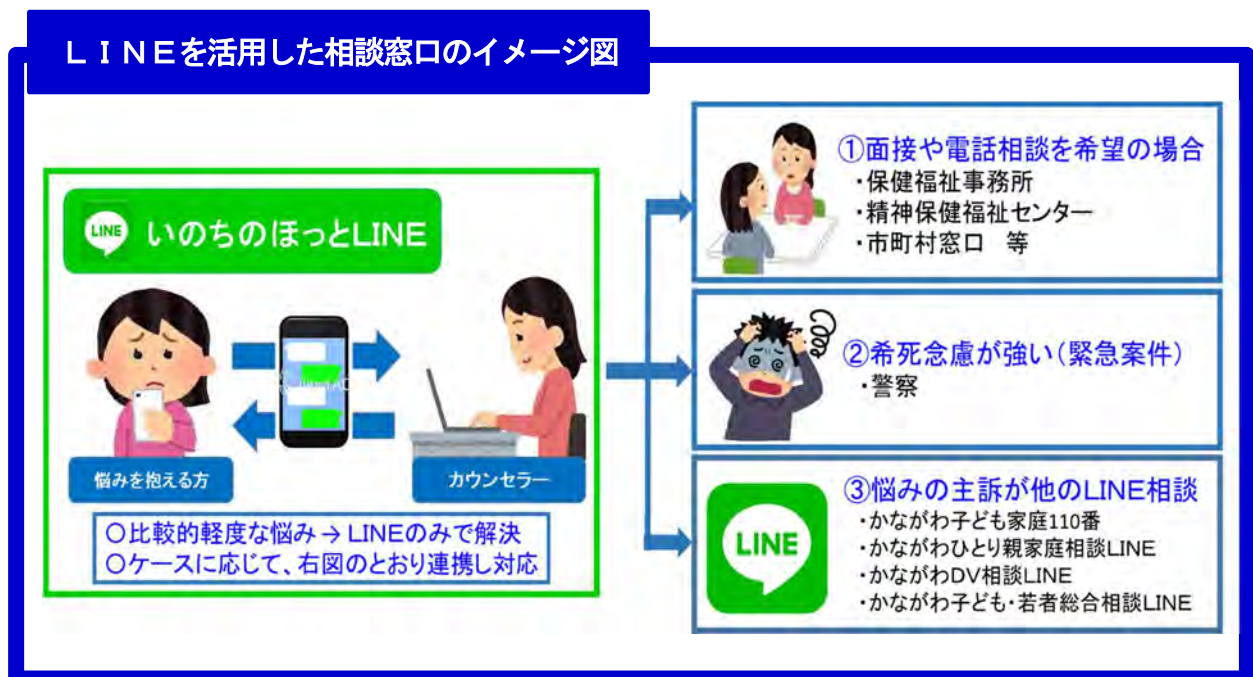 ＬＩＮＥを活用した相談窓口のイメージ図
LINE いのちのほっとLINE
悩みを抱える方
カウンセラー
○比較的軽度な悩み→LINEのみで解決
○ケースに応じて、右図のとおり連携し対応
①面接や電話相談を希望の場合
・保健福祉事務所
・精神保健福祉センター
・市町村窓口　等
②希死念慮が強い（緊急案件）
・警察
LINE
③悩みの主訴が他のLINE相談
・かながわ子ども家庭110番
・かながわひとり親家庭相談LINE
・かながわDV相談LINE
・かながわ子ども・若者総合相談LINE